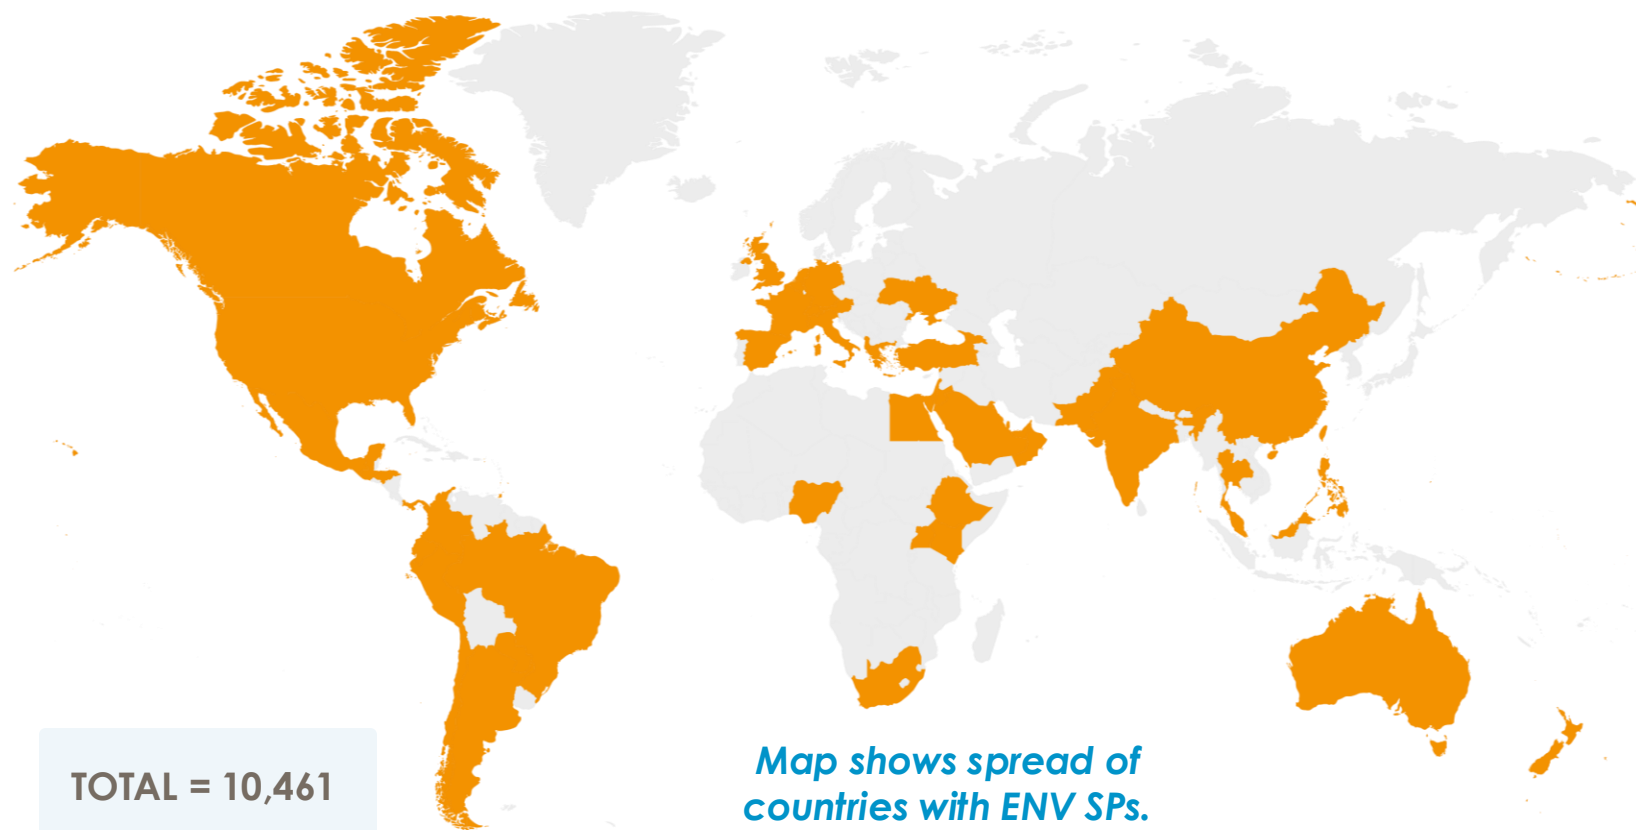 TOTAL = 10,461
Map shows spread of
countries with ENV SPs.